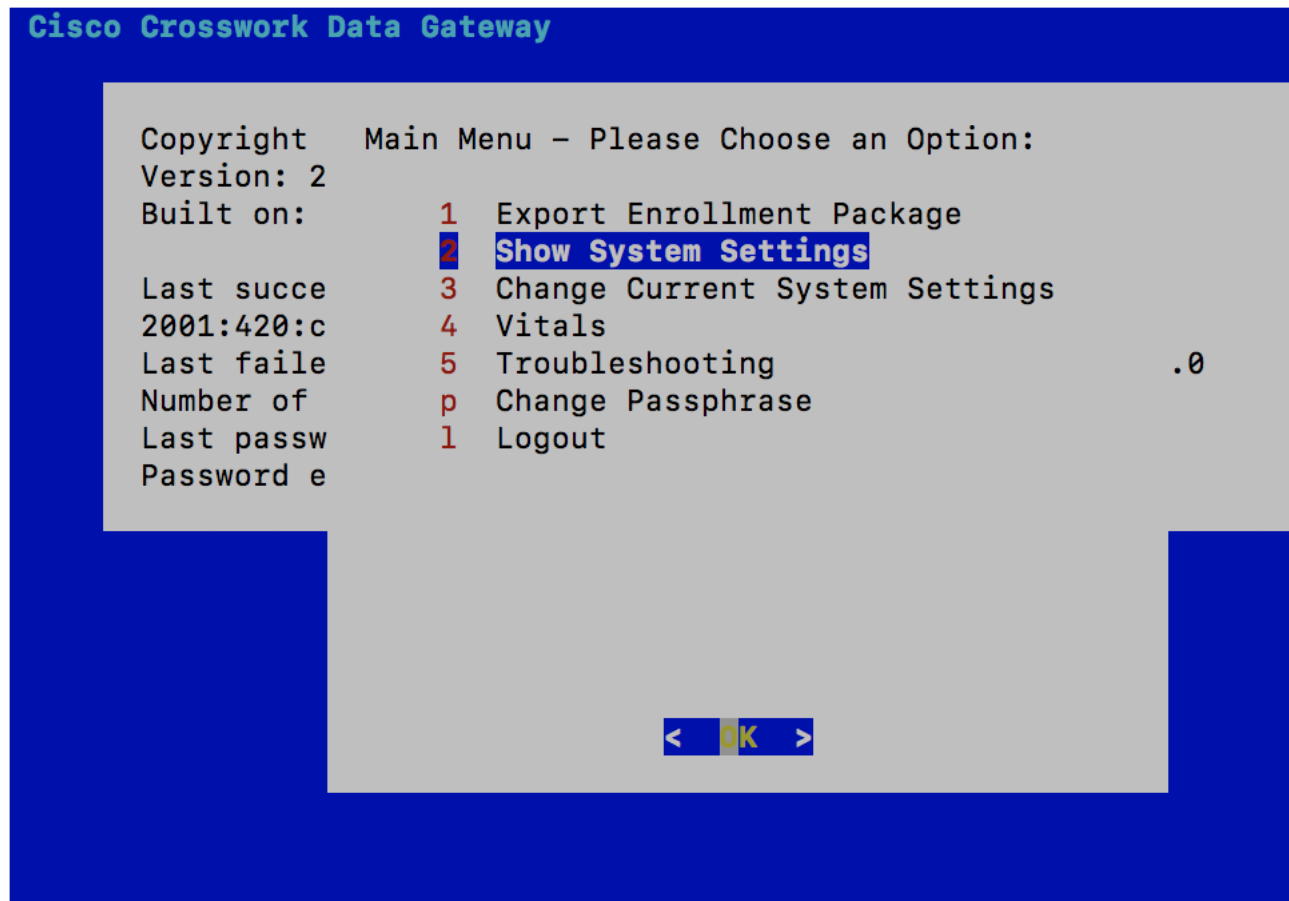 Cisco Crosswork Data Gateway
Copyright
Version: 2
Built on:
Last succe
2001:420:c
Last faile
Number of
Last passw
Password e
.0
Main Menu – Please Choose an Option:
1 Export Enrollment Package
2 Show System Settings
3 Change Current System Settings
4 Vitals
5 Troubleshooting
p Change Passphrase
l Logout
< OK >